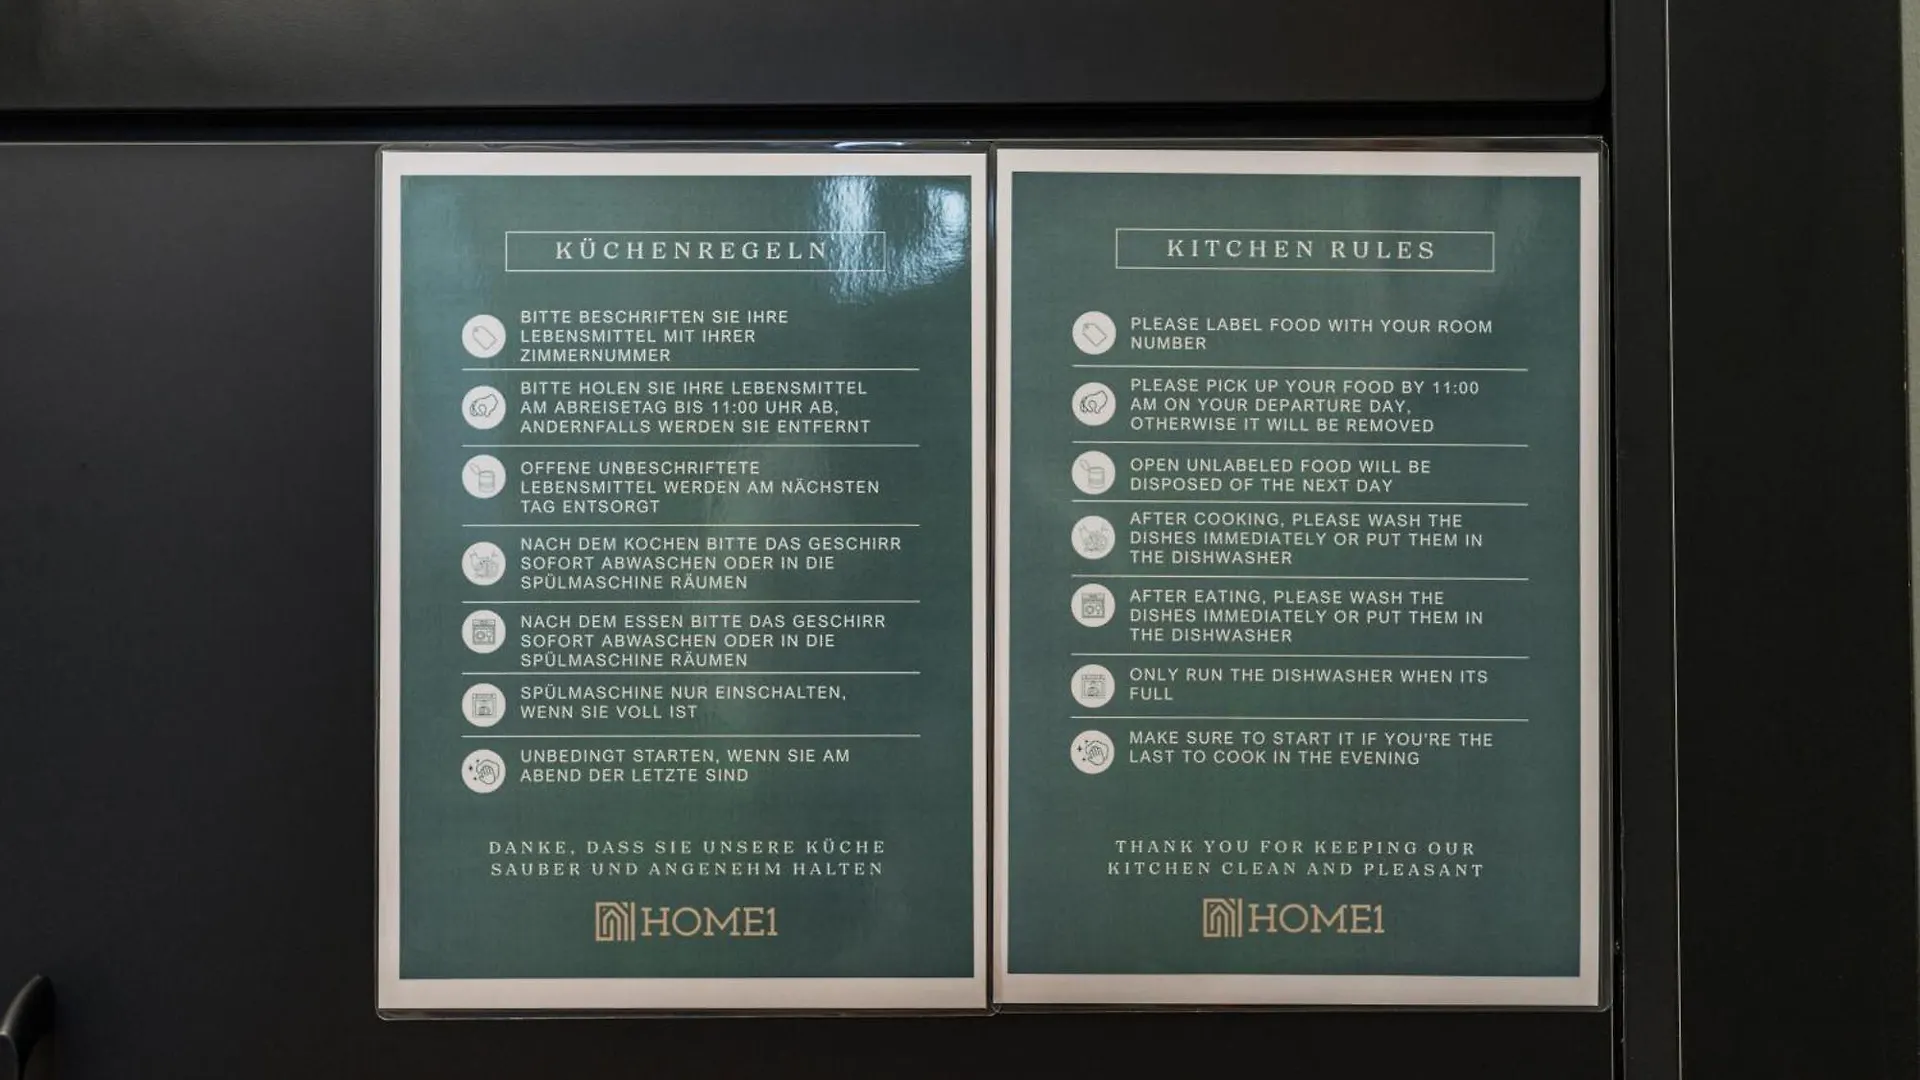 KÜCHENREGELN
BITTE BESCHRIFTEN SIE IHRE
LEBENSMITTEL MIT IHRER
ZIMMERNUMMER
BITTE HOLEN SIE IHRE LEBENSMITTEL
AM ABREISETAG BIS 11:00 UHR AB,
ANDERNFALLS WERDEN SIE ENTFERNT
OFFENE UNBESCHRIFTETE
LEBENSMITTEL WERDEN AM NÄCHSTEN
TAG ENTSORGT
NACH DEM KOCHEN BITTE DAS GESCHIRR
SOFORT ABWASCHEN ODER IN DIE
SPÜLMASCHINE RÄUMEN
NACH DEM ESSEN BITTE DAS GESCHIRR
SOFORT ABWASCHEN ODER IN DIE
SPÜLMASCHINE RÄUMEN
SPÜLMASCHINE NUR EINSCHALTEN,
WENN SIE VOLL IST
UNBEDINGT STARTEN, WENN SIE AM
ABEND DER LETZTE SIND
DANKE, DASS SIE UNSERE KÜCHE
SAUBER UND ANGENEHM HALTEN
HOME1
KITCHEN RULES
PLEASE LABEL FOOD WITH YOUR ROOM
NUMBER
PLEASE PICK UP YOUR FOOD BY 11:00
AM ON YOUR DEPARTURE DAY,
OTHERWISE IT WILL BE REMOVED
OPEN UNLABELED FOOD WILL BE
DISPOSED OF THE NEXT DAY
AFTER COOKING, PLEASE WASH THE
DISHES IMMEDIATELY OR PUT THEM IN
THE DISHWASHER
AFTER EATING, PLEASE WASH THE
DISHES IMMEDIATELY OR PUT THEM IN
THE DISHWASHER
ONLY RUN THE DISHWASHER WHEN ITS
FULL
MAKE SURE TO START IT IF YOU'RE THE
LAST TO COOK IN THE EVENING
THANK YOU FOR KEEPING OUR
KITCHEN CLEAN AND PLEASANT
HOME1